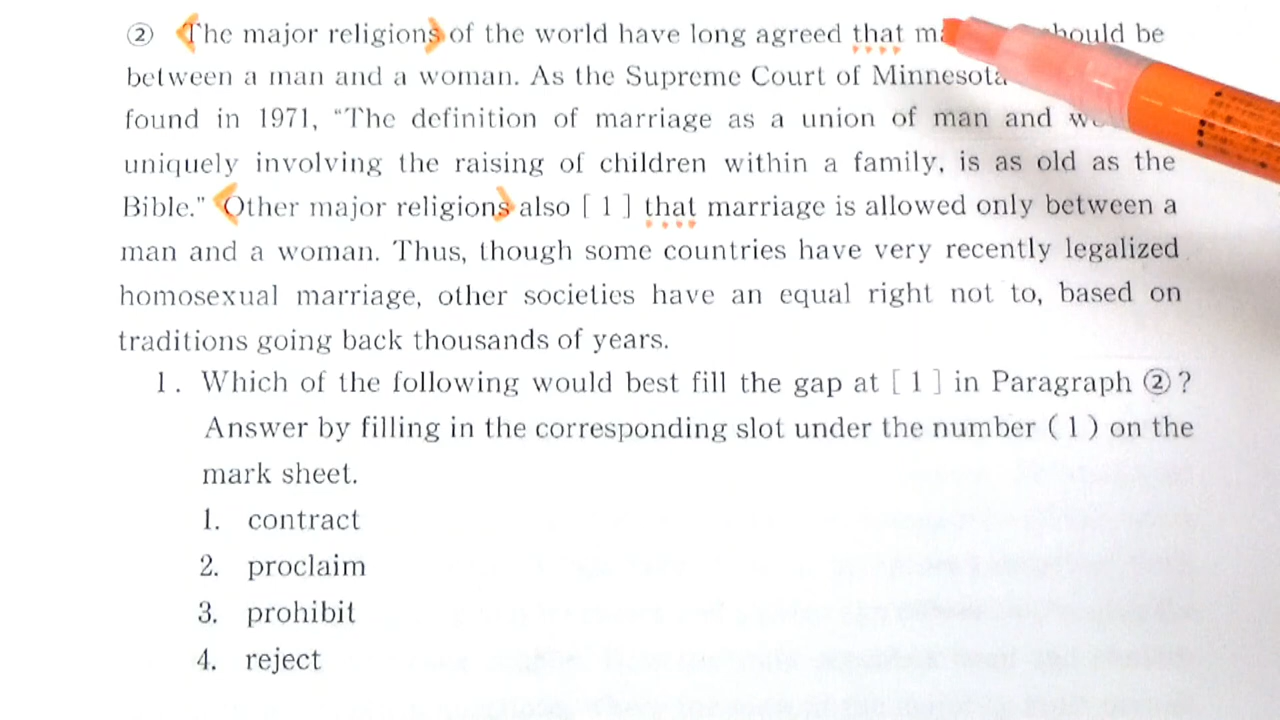 ② The major religions of the world have long agreed that should be
between a man and a woman. As the Supreme Court of Minnesota
found in 1971, “The definition of marriage as a union of man and
uniquely involving the raising of children within a family, is as old as the
Bible." Other major religions also [ 1 ] that marriage is allowed only between a
man and a woman. Thus, though some countries have very recently legalized
homosexual marriage, other societies have an equal right not to, based on
traditions going back thousands of years.
1. Which of the following would best fill the gap at [ 1 ] in Paragraph ②?
Answer by filling in the corresponding slot under the number ( 1 ) on the
mark sheet.
1. contract
2. proclaim
3. prohibit
4. reject